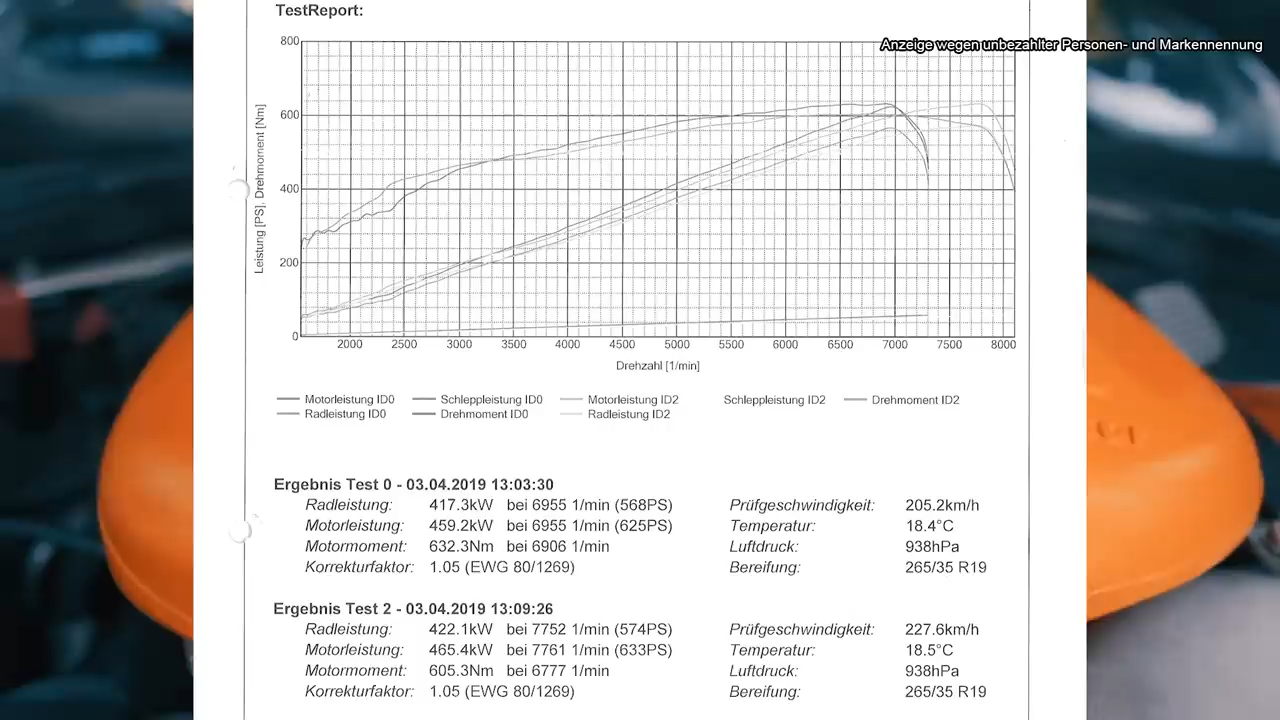 TestReport:
Anzeige wegen unbezahlter Personen- und Markennennung
800
600
400
200
0
Leistung [PS], Drehmoment [Nm]
2000 2500 3000 3500 4000 4500 5000 5500 6000 6500 7000 7500 8000
Drehzahl [1/min]
Motorleistung ID0 Schleppleistung ID0 Motorleistung ID2 Schleppleistung ID2 Drehmoment ID2
Radleistung ID0 Drehmoment ID0 Radleistung ID2
Ergebnis Test 0 - 03.04.2019 13:03:30
Radleistung: 417.3kW bei 6955 1/min (568PS) Prüfgeschwindigkeit: 205.2km/h
Motorleistung: 459.2kW bei 6955 1/min (625PS) Temperatur: 18.4°C
Motormoment: 632.3Nm bei 6906 1/min Luftdruck: 938hPa
Korrekturfaktor: 1.05 (EWG 80/1269) Bereifung: 265/35 R19
Ergebnis Test 2 - 03.04.2019 13:09:26
Radleistung: 422.1kW bei 7752 1/min (574PS) Prüfgeschwindigkeit: 227.6km/h
Motorleistung: 465.4kW bei 7761 1/min (633PS) Temperatur: 18.5°C
Motormoment: 605.3Nm bei 6777 1/min Luftdruck: 938hPa
Korrekturfaktor: 1.05 (EWG 80/1269) Bereifung: 265/35 R19